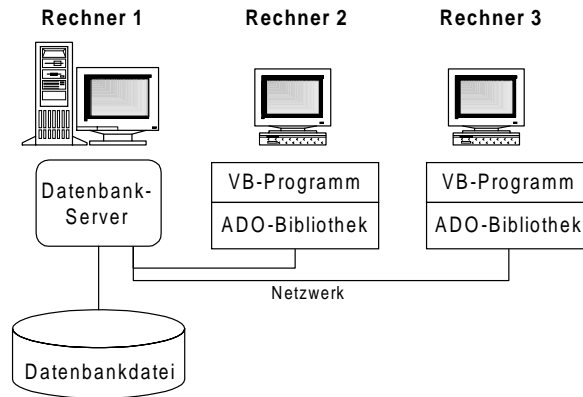 Rechner 1
Rechner 2
Rechner 3
Datenbank-
Server
VB-Programm
ADO-Bibliothek
VB-Programm
ADO-Bibliothek
Netzwerk
Datenbankdatei